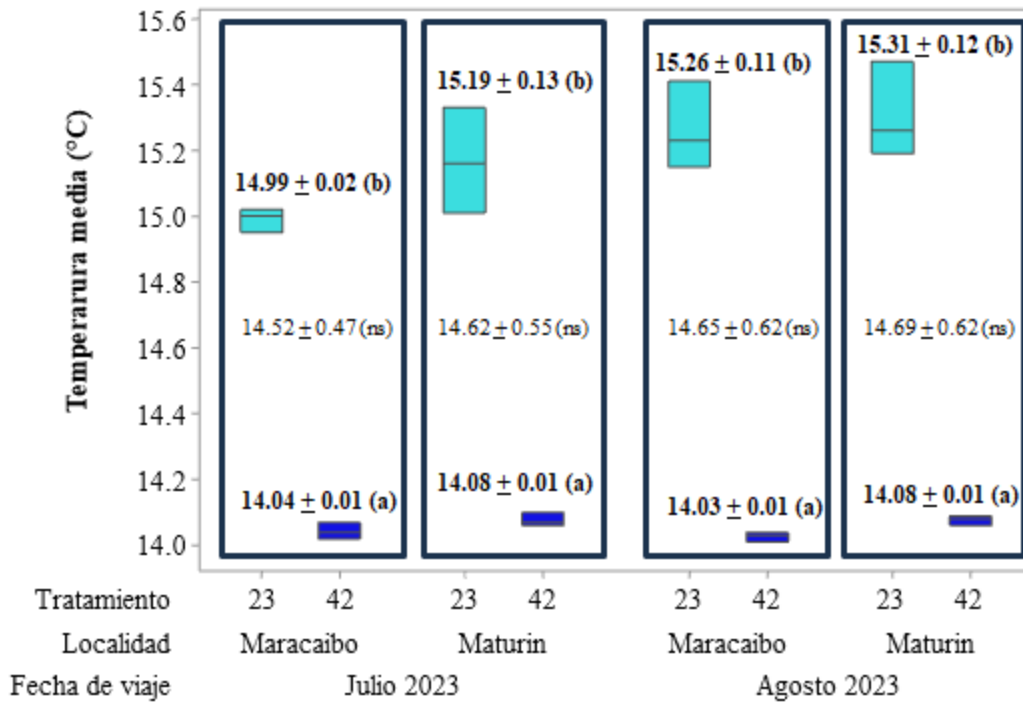 Temperarura media (°C)
15.6
15.4
15.2
15.0
14.8
14.6
14.4
14.2
14.0
14.99 ± 0.02 (b)
15.19 ± 0.13 (b)
15.26 ± 0.11 (b)
15.31 ± 0.12 (b)
14.52 ± 0.47 (ns)
14.62 ± 0.55 (ns)
14.65 ± 0.62 (ns)
14.69 ± 0.62 (ns)
14.04 ± 0.01 (a)
14.08 ± 0.01 (a)
14.03 ± 0.01 (a)
14.08 ± 0.01 (a)
Tratamiento 23 42 23 42 23 42 23 42
Localidad Maracaibo Maturin Maracaibo Maturin
Fecha de viaje Julio 2023 Agosto 2023